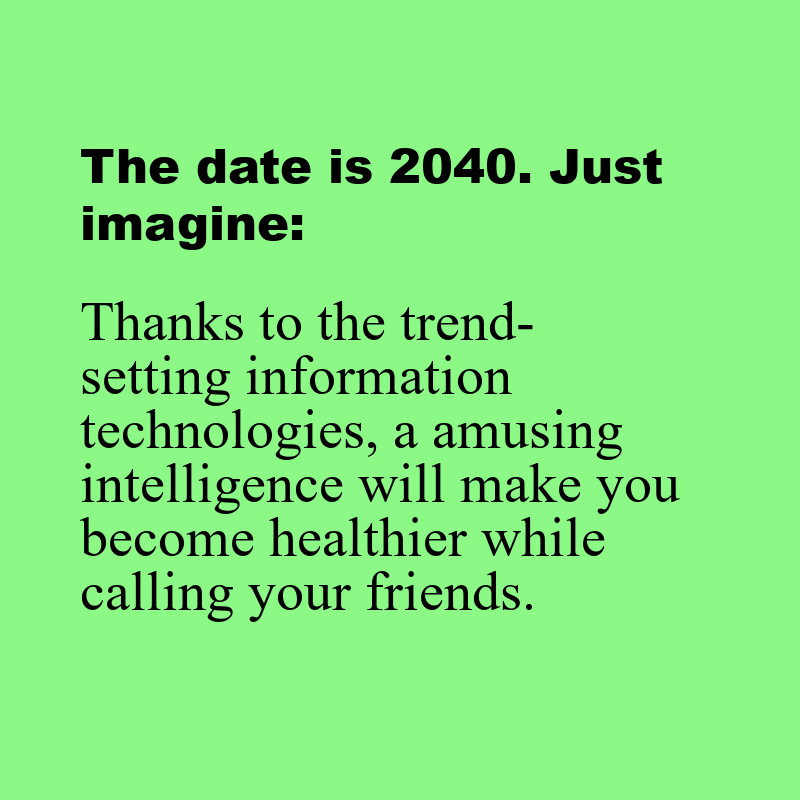 The date is 2040. Just
imagine:
Thanks to the trend-
setting information
technologies, a amusing
intelligence will make you
become healthier while
calling your friends.